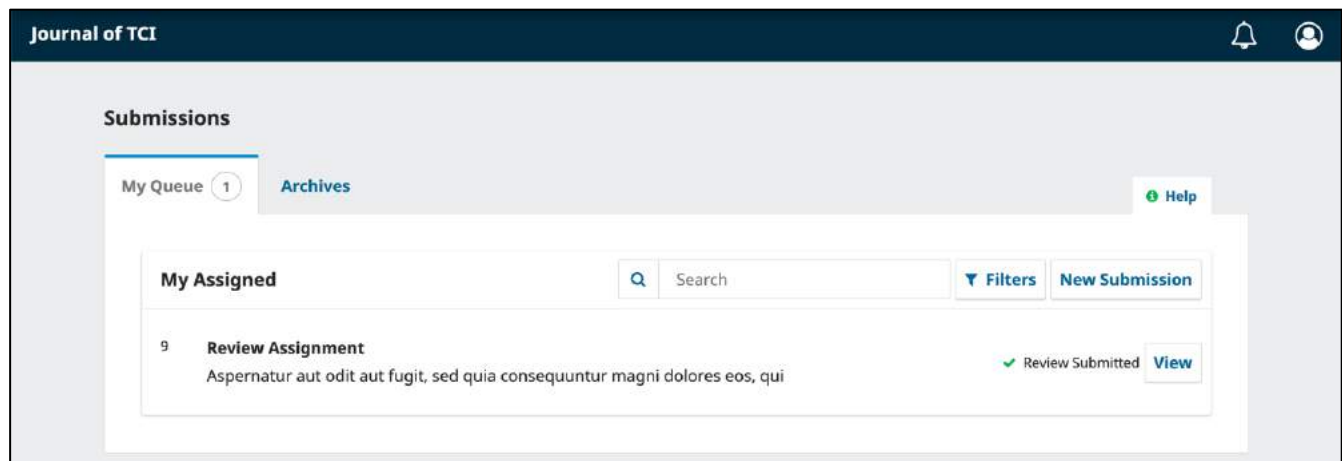 Journal of TCI
Submissions
My Queue 1 Archives
Help
My Assigned Search Filters New Submission
9 Review Assignment
Aspernatur aut odit aut fugit, sed quia consequuntur magni dolores eos, qui
Review Submitted View